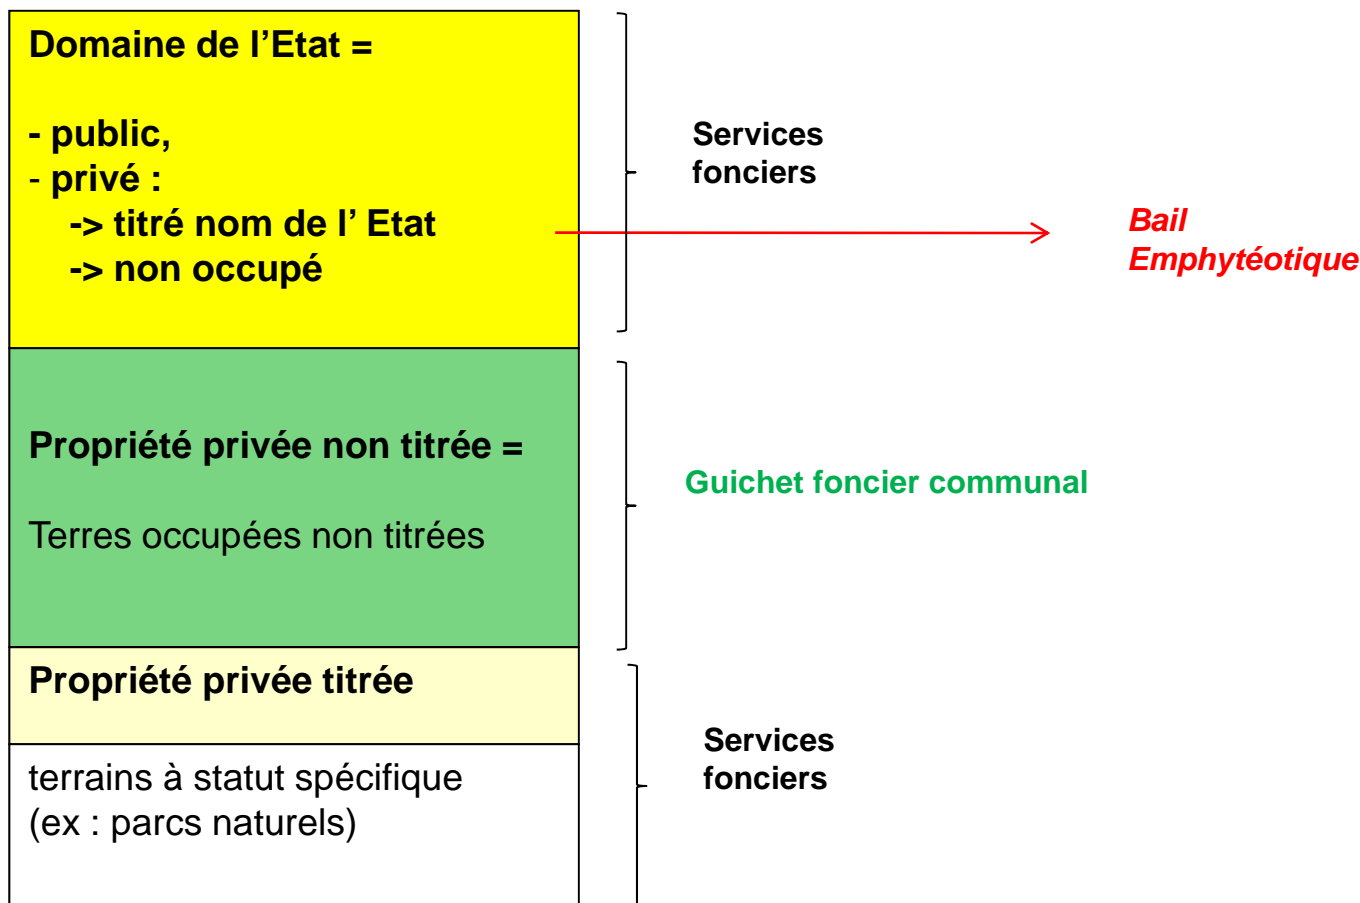 Domaine de l’Etat =
- public,
- privé :
-> titré nom de l’ Etat
-> non occupé
Services
fonciers
Bail
Emphytéotique
Propriété privée non titrée =
Terres occupées non titrées
Guichet foncier communal
Propriété privée titrée
terrains à statut spécifique
(ex : parcs naturels)
Services
fonciers